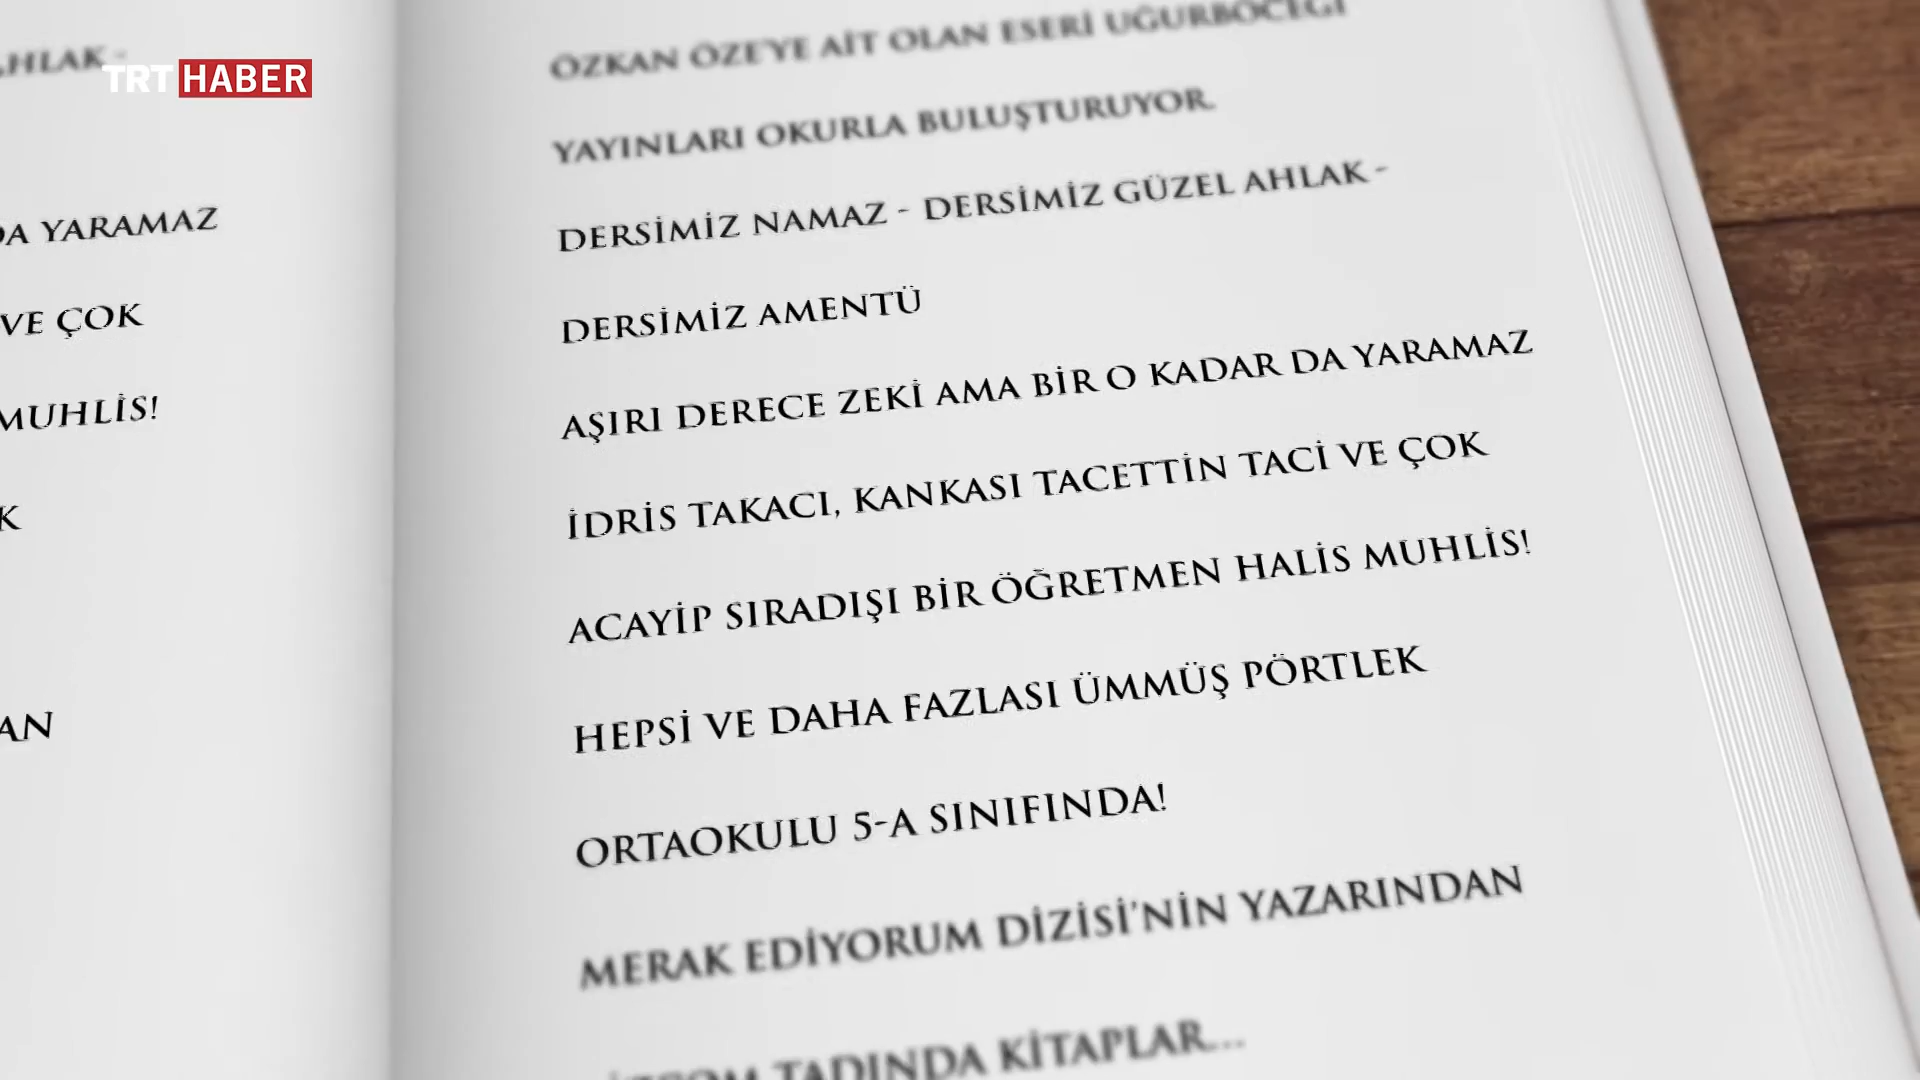 TRT HABER
AHLAK -
DA YARAMAZ
VE ÇOK
MUHLİS!
K
AN
ÖZKAN ÖZE'YE AİT OLAN ESERİ UĞURBÖCEĞİ
YAYINLARI OKURLA BULUŞTURUYOR.
DERSİMİZ NAMAZ - DERSİMİZ GÜZEL AHLAK -
DERSİMİZ AMENTÜ
AŞIRI DERECE ZEKİ AMA BİR O KADAR DA YARAMAZ
İDRİS TAKACI, KANKASI TACETTİN TACİ VE ÇOK
ACAYİP SIRADIŞI BİR ÖĞRETMEN HALİS MUHLİS!
HEPSİ VE DAHA FAZLASI ÜMMÜŞ PÖRTLEK
ORTAOKULU 5-A SINIFINDA!
MERAK EDİYORUM DİZİSİ'NİN YAZARINDAN
TADINDA KİTAPLAR...